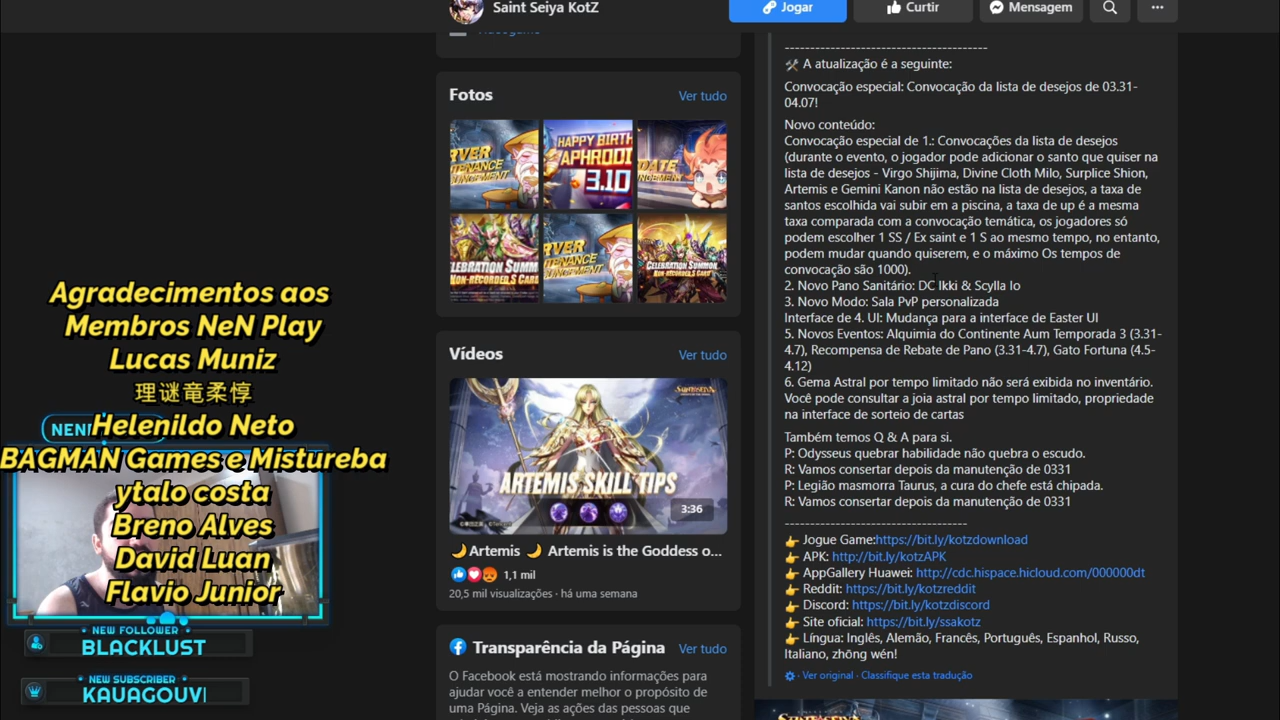 Saint Seiya KotZ
Jogar
Curtir
Mensagem
Fotos
Ver tudo
RVER
TENANCE
UNCEMENT
HAPPY BIRTH
APHRODI
3.10
DATE
NGEMENT
LEBRATION SUMM
NON-RECORDED S CARD
RVER
TENANCE
UNCEMENT
CELEBRATION SUMMON
NON-RECORDED S CARD
Vídeos
Ver tudo
ARTEMIS SKILL TIPS
3:36
🌙Artemis 🌙 Artemis is the Goddess o...
1,1 mil
20,5 mil visualizações · há uma semana
Transparência da Página
Ver tudo
O Facebook está mostrando informações para
ajudar você a entender melhor o propósito de
uma Página. Veja as ações das pessoas que
----------------------------------------
🛠 A atualização é a seguinte:
Convocação especial: Convocação da lista de desejos de 03.31-
04.07!
Novo conteúdo:
Convocação especial de 1.: Convocações da lista de desejos
(durante o evento, o jogador pode adicionar o santo que quiser na
lista de desejos - Virgo Shijima, Divine Cloth Milo, Surplice Shion,
Artemis e Gemini Kanon não estão na lista de desejos, a taxa de
santos escolhida vai subir em a piscina, a taxa de up é a mesma
taxa comparada com a convocação temática, os jogadores só
podem escolher 1 SS / Ex saint e 1 S ao mesmo tempo, no entanto,
podem mudar quando quiserem, e o máximo Os tempos de
convocação são 1000).
2. Novo Pano Sanitário: DC Ikki & Scylla Io
3. Novo Modo: Sala PvP personalizada
Interface de 4. UI: Mudança para a interface de Easter UI
5. Novos Eventos: Alquimia do Continente Aum Temporada 3 (3.31-
4.7), Recompensa de Rebate de Pano (3.31-4.7), Gato Fortuna (4.5-
4.12)
6. Gema Astral por tempo limitado não será exibida no inventário.
Você pode consultar a joia astral por tempo limitado, propriedade
na interface de sorteio de cartas
Também temos Q & A para si.
P: Odysseus quebrar habilidade não quebra o escudo.
R: Vamos consertar depois da manutenção de 0331
P: Legião masmorra Taurus, a cura do chefe está chipada.
R: Vamos consertar depois da manutenção de 0331
------------------------------------
👉 Jogue Game:https://bit.ly/kotzdownload
👉 APK: http://bit.ly/kotzAPK
👉 AppGallery Huawei: http://cdc.hispace.hicloud.com/000000dt
👉 Reddit: https://bit.ly/kotzreddit
👉 Discord: https://bit.ly/kotzdiscord
👉 Site oficial: https://bit.ly/ssakotz
👉 Língua: Inglês, Alemão, Francês, Português, Espanhol, Russo,
Italiano, zhōng wén!
Ver original · Classifique esta tradução
Agradecimentos aos
Membros NeN Play
Lucas Muniz
理谜竜柔惇
NEN
Helenildo Neto
BAGMAN Games e Mistureba
ytalo costa
Breno Alves
David Luan
Flavio Junior
NEW FOLLOWER
BLACKLUST
NEW SUBSCRIBER
KAUAGOUVI